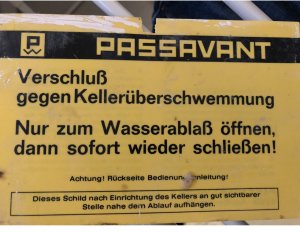 PASSAVANT
Verschluß
gegen Kellerüberschwemmung
Nur zum Wasserablaß öffnen,
dann sofort wieder schließen!
Achtung! Rückseite Bedienungsanleitung!
Dieses Schild nach Einrichtung des Kellers an gut sichtbarer
Stelle nahe dem Ablauf aufhängen.